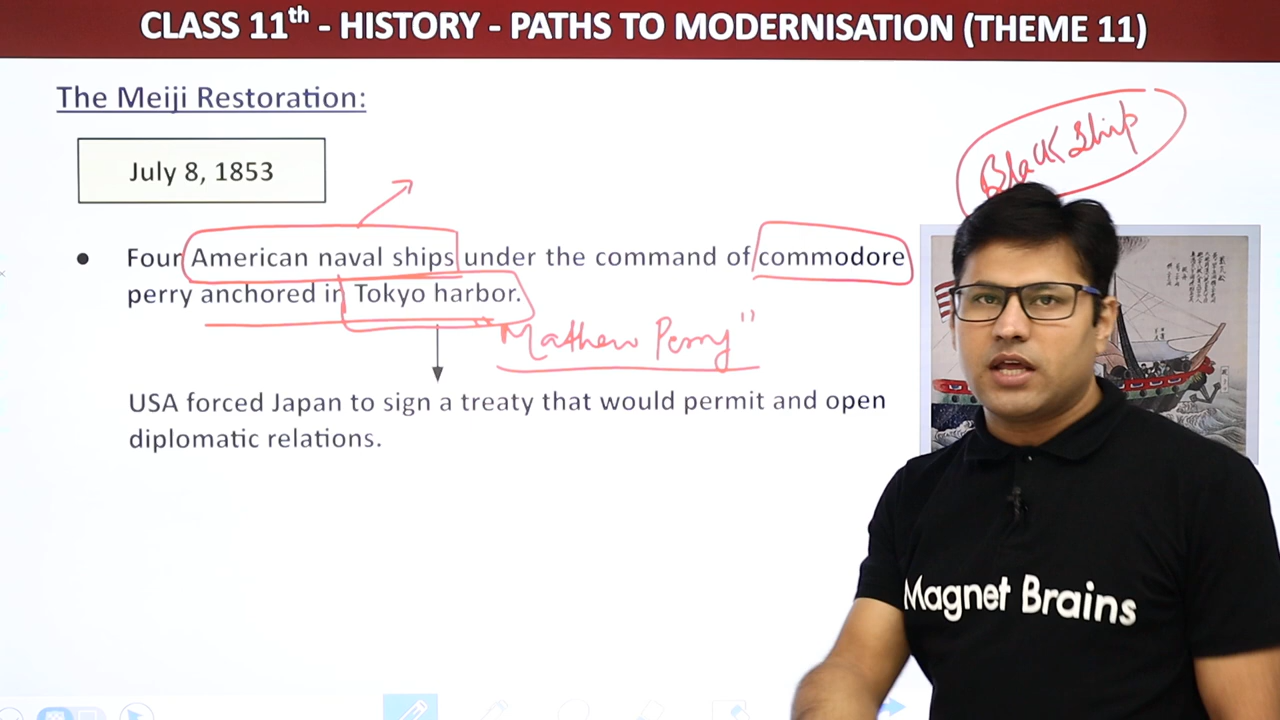 CLASS 11th - HISTORY - PATHS TO MODERNISATION (THEME 11)
The Meiji Restoration:
Black Ship
July 8, 1853
Four American naval ships under the command of commodore
perry anchored in Tokyo harbor.
"Mathew Perry"
USA forced Japan to sign a treaty that would permit and open
diplomatic relations.
Magnet Brains